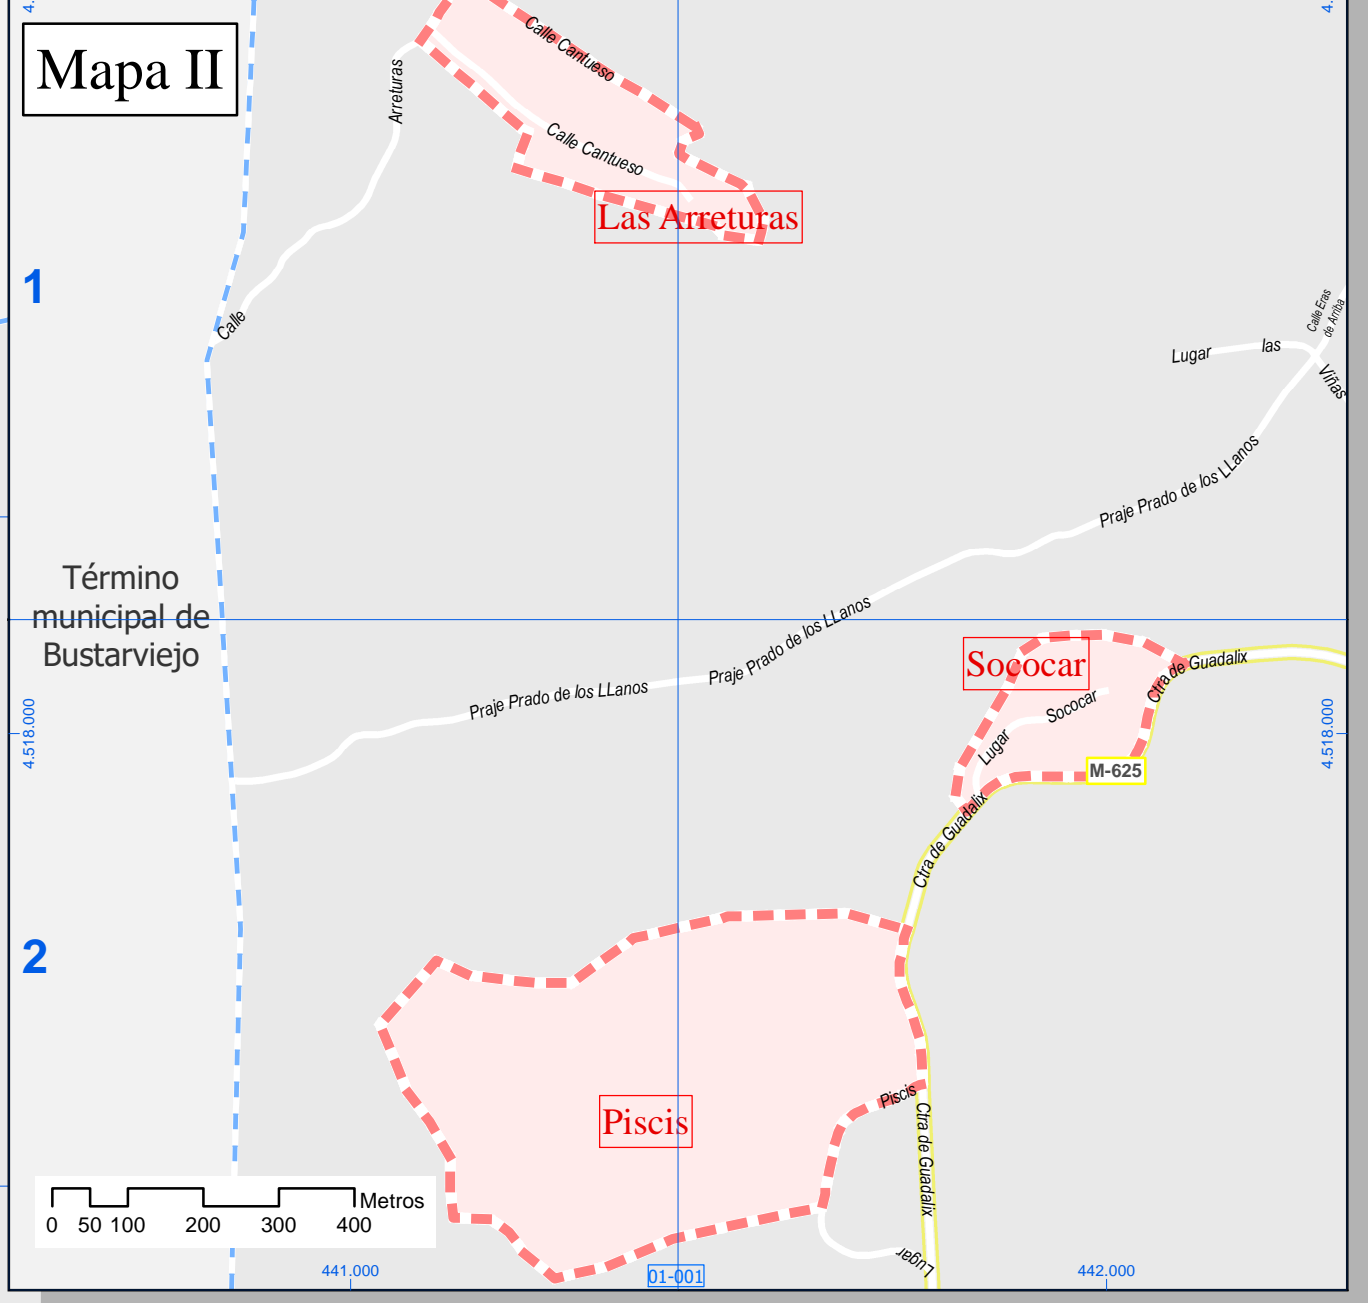 4.
4.
Mapa II
Calle Cantueso
Arreturas
Calle Cantueso
Las Arreturas
1
Calle
Calle Eras
de Arriba
Lugar las Viñas
Praje Prado de los LLanos
Término
municipal de
Bustarviejo
Praje Prado de los LLanos
Praje Prado de los LLanos
Sococar
Ctra de Guadalix
Sococar
Lugar
4.518.000
4.518.000
M-625
Ctra de Guadalix
2
Piscis
Piscis
Ctra de Guadalix
Lugar
Metros
0 50 100 200 300 400
441.000
01-001
442.000